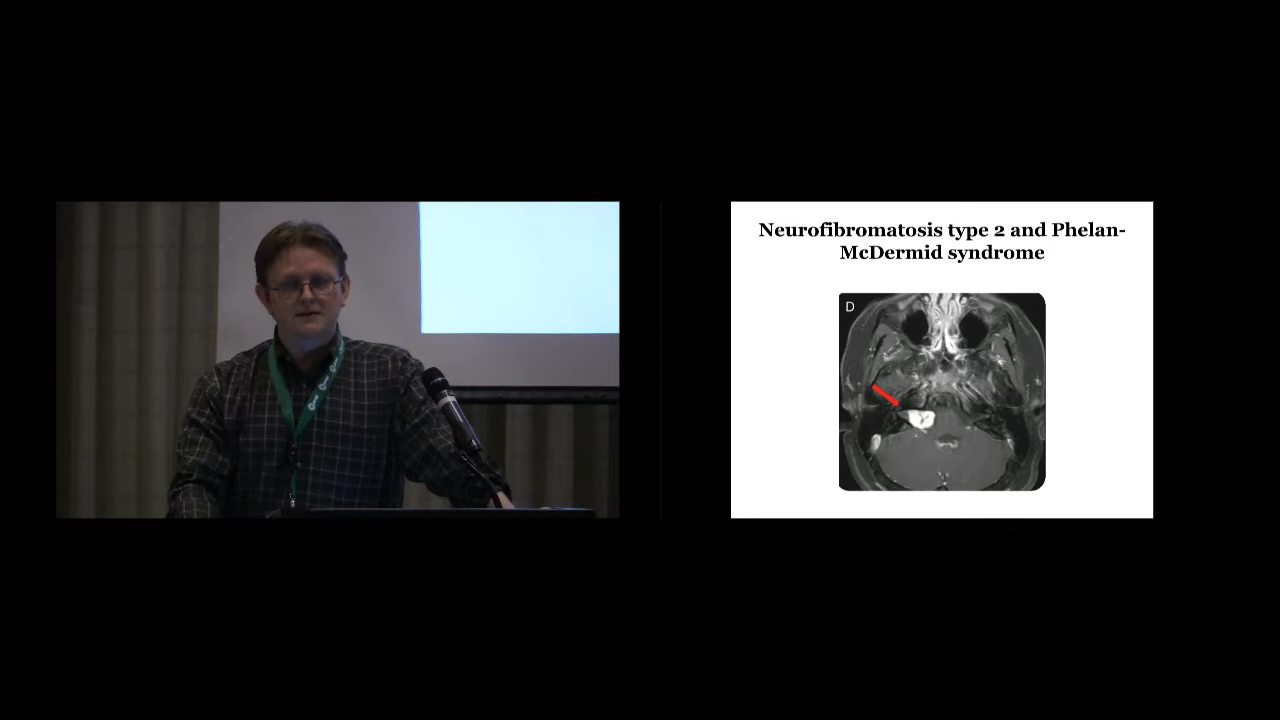 Neurofibromatosis type 2 and Phelan-
McDermid syndrome
D